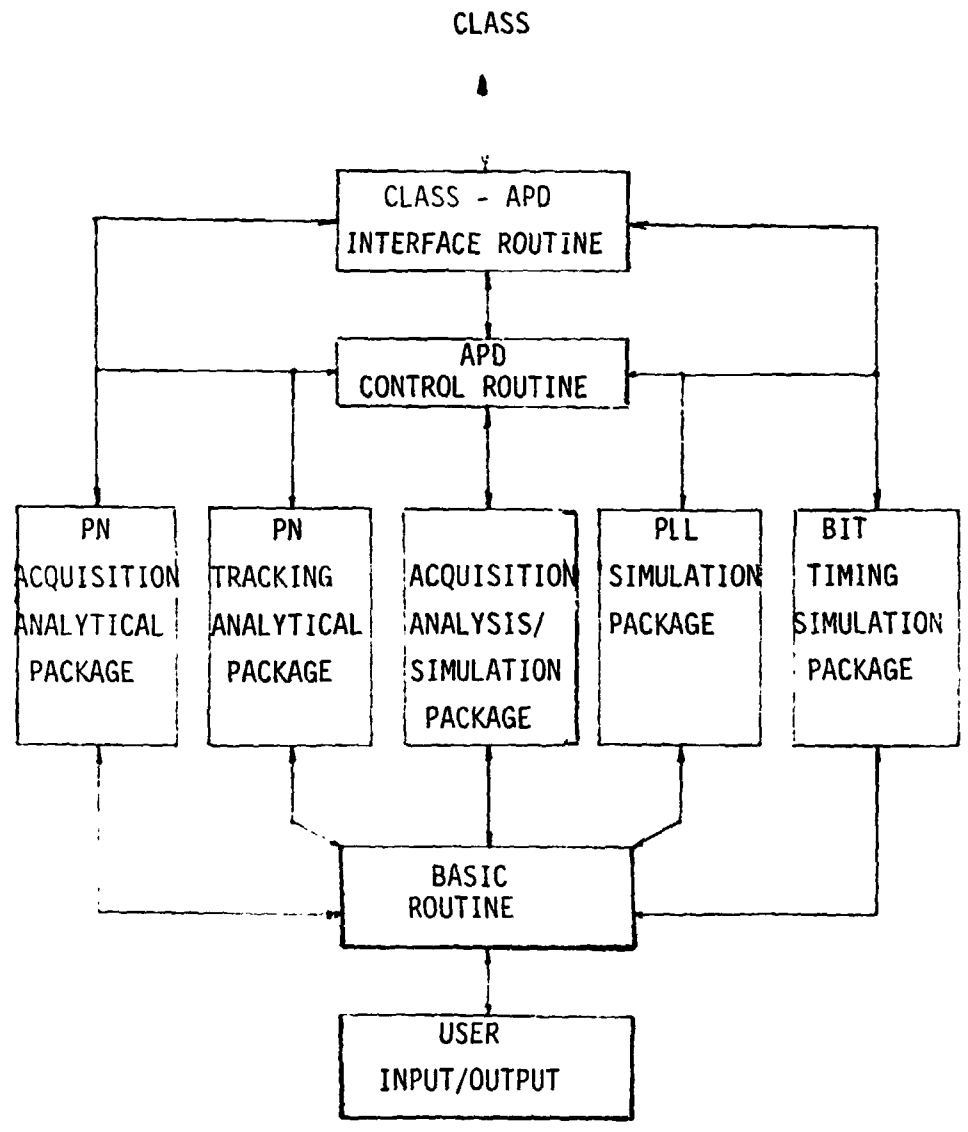 CLASS
CLASS - APD
INTERFACE ROUTINE
APD
CONTROL ROUTINE
PN
ACQUISITION
ANALYTICAL
PACKAGE
PN
TRACKING
ANALYTICAL
PACKAGE
ACQUISITION
ANALYSIS/
SIMULATION
PACKAGE
PLL
SIMULATION
PACKAGE
BIT
TIMING
SIMULATION
PACKAGE
BASIC
ROUTINE
USER
INPUT/OUTPUT